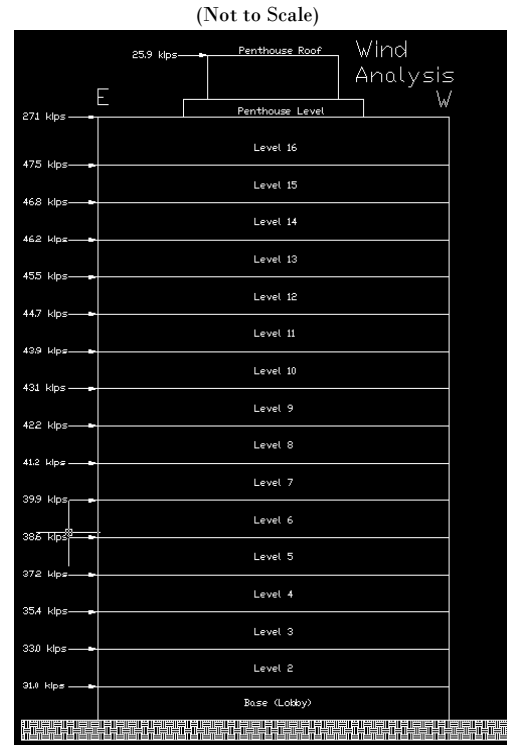 (Not to Scale)
25.9 kips
Penthouse Roof
Wind
Analysis
E
W
Penthouse Level
27.1 kips
Level 16
47.5 kips
Level 15
46.8 kips
Level 14
46.2 kips
Level 13
45.5 kips
Level 12
44.7 kips
Level 11
43.9 kips
Level 10
43.1 kips
Level 9
42.2 kips
Level 8
41.2 kips
Level 7
39.9 kips
Level 6
38.6 kips
Level 5
37.2 kips
Level 4
35.4 kips
Level 3
33.0 kips
Level 2
31.0 kips
Base (Lobby)